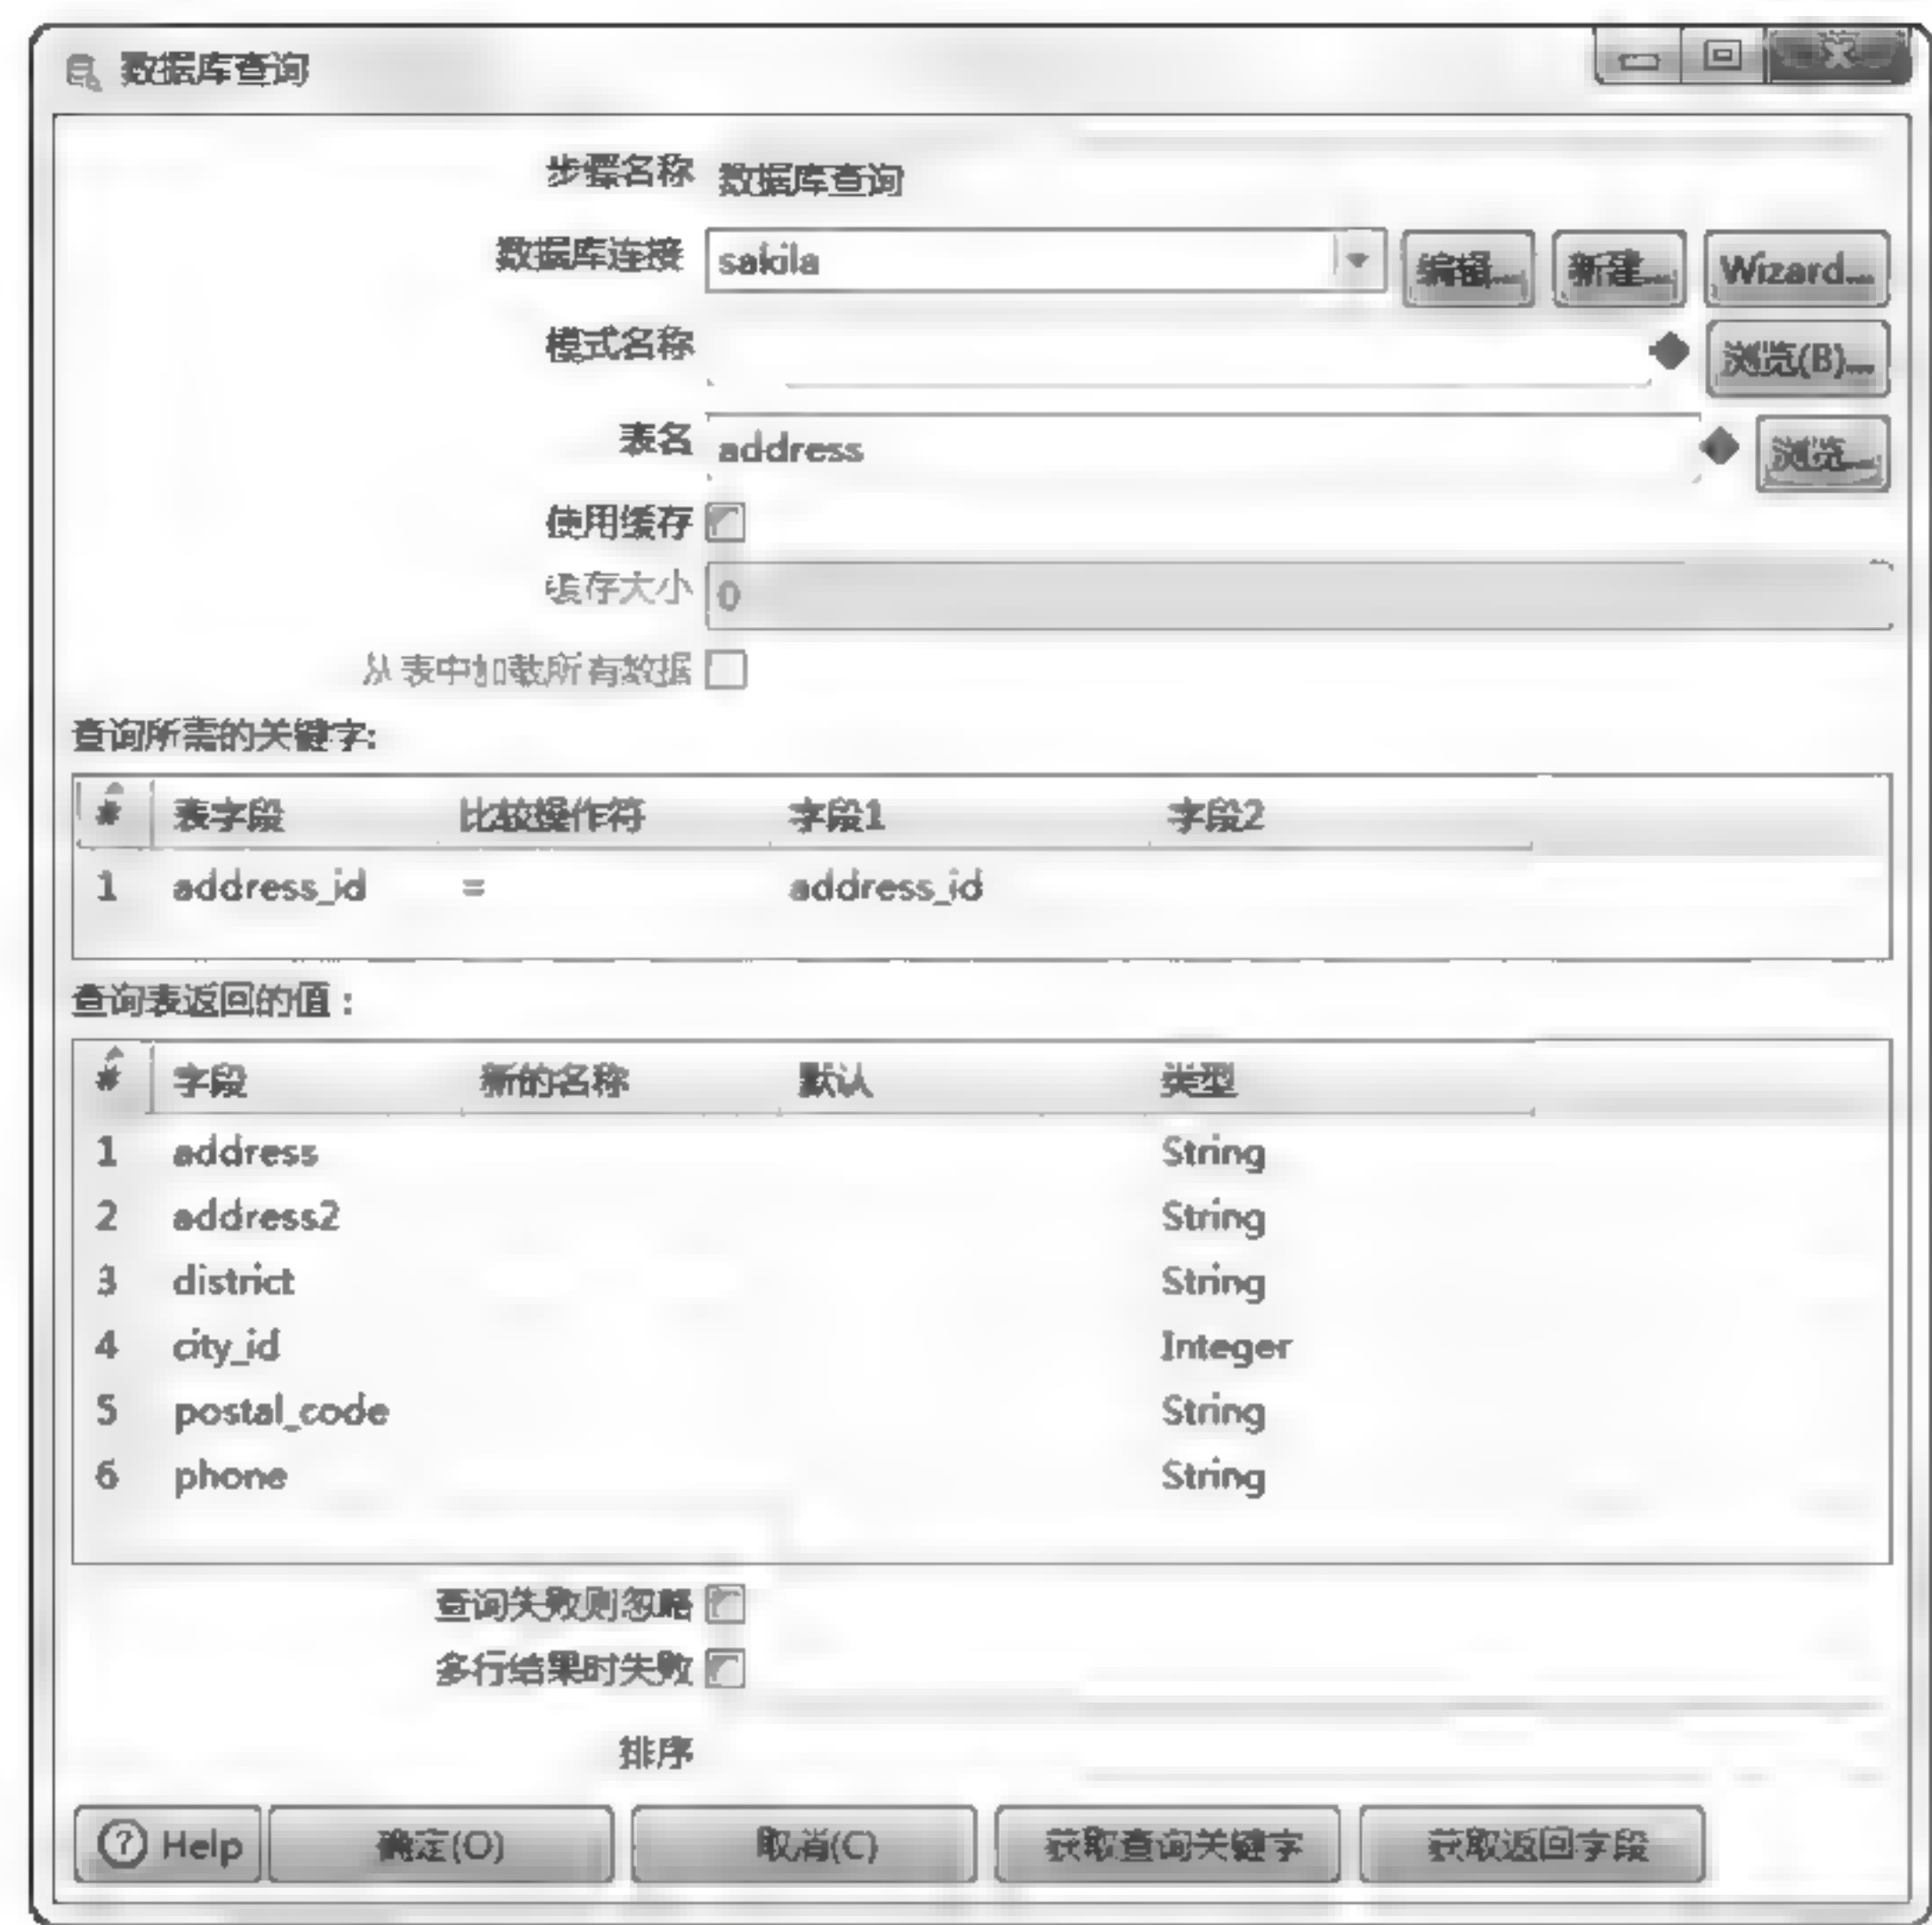 数据库查询
步骤名称 数据库查询
数据库连接 sakila 编辑... 新建... Wizard...
模式名称 浏览(B)...
表名 address 浏览...
使用缓存
缓存大小 0
从表中加载所有数据
查询所需的关键字:
# 表字段 比较操作符 字段1 字段2
1 address_id = address_id
查询表返回的值：
# 字段 新的名称 默认 类型
1 address String
2 address2 String
3 district String
4 city_id Integer
5 postal_code String
6 phone String
查询失败则忽略
多行结果时失败
排序
Help 确定(O) 取消(C) 获取查询关键字 获取返回字段